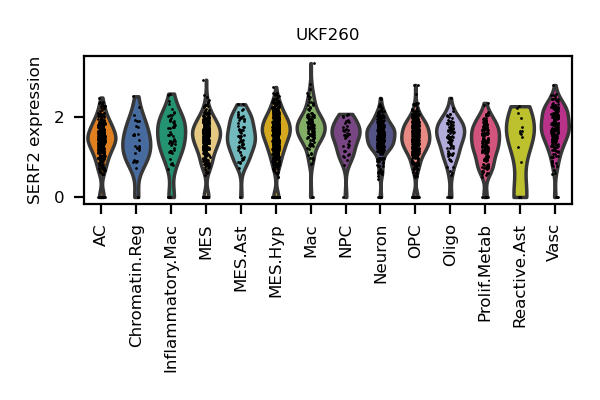 UKF260
SERF2 expression
2
0
AC
Chromatin.Reg
Inflammatory.Mac
MES
MES.Ast
MES.Hyp
Mac
NPC
Neuron
OPC
Oligo
Prolif.Metab
Reactive.Ast
Vasc